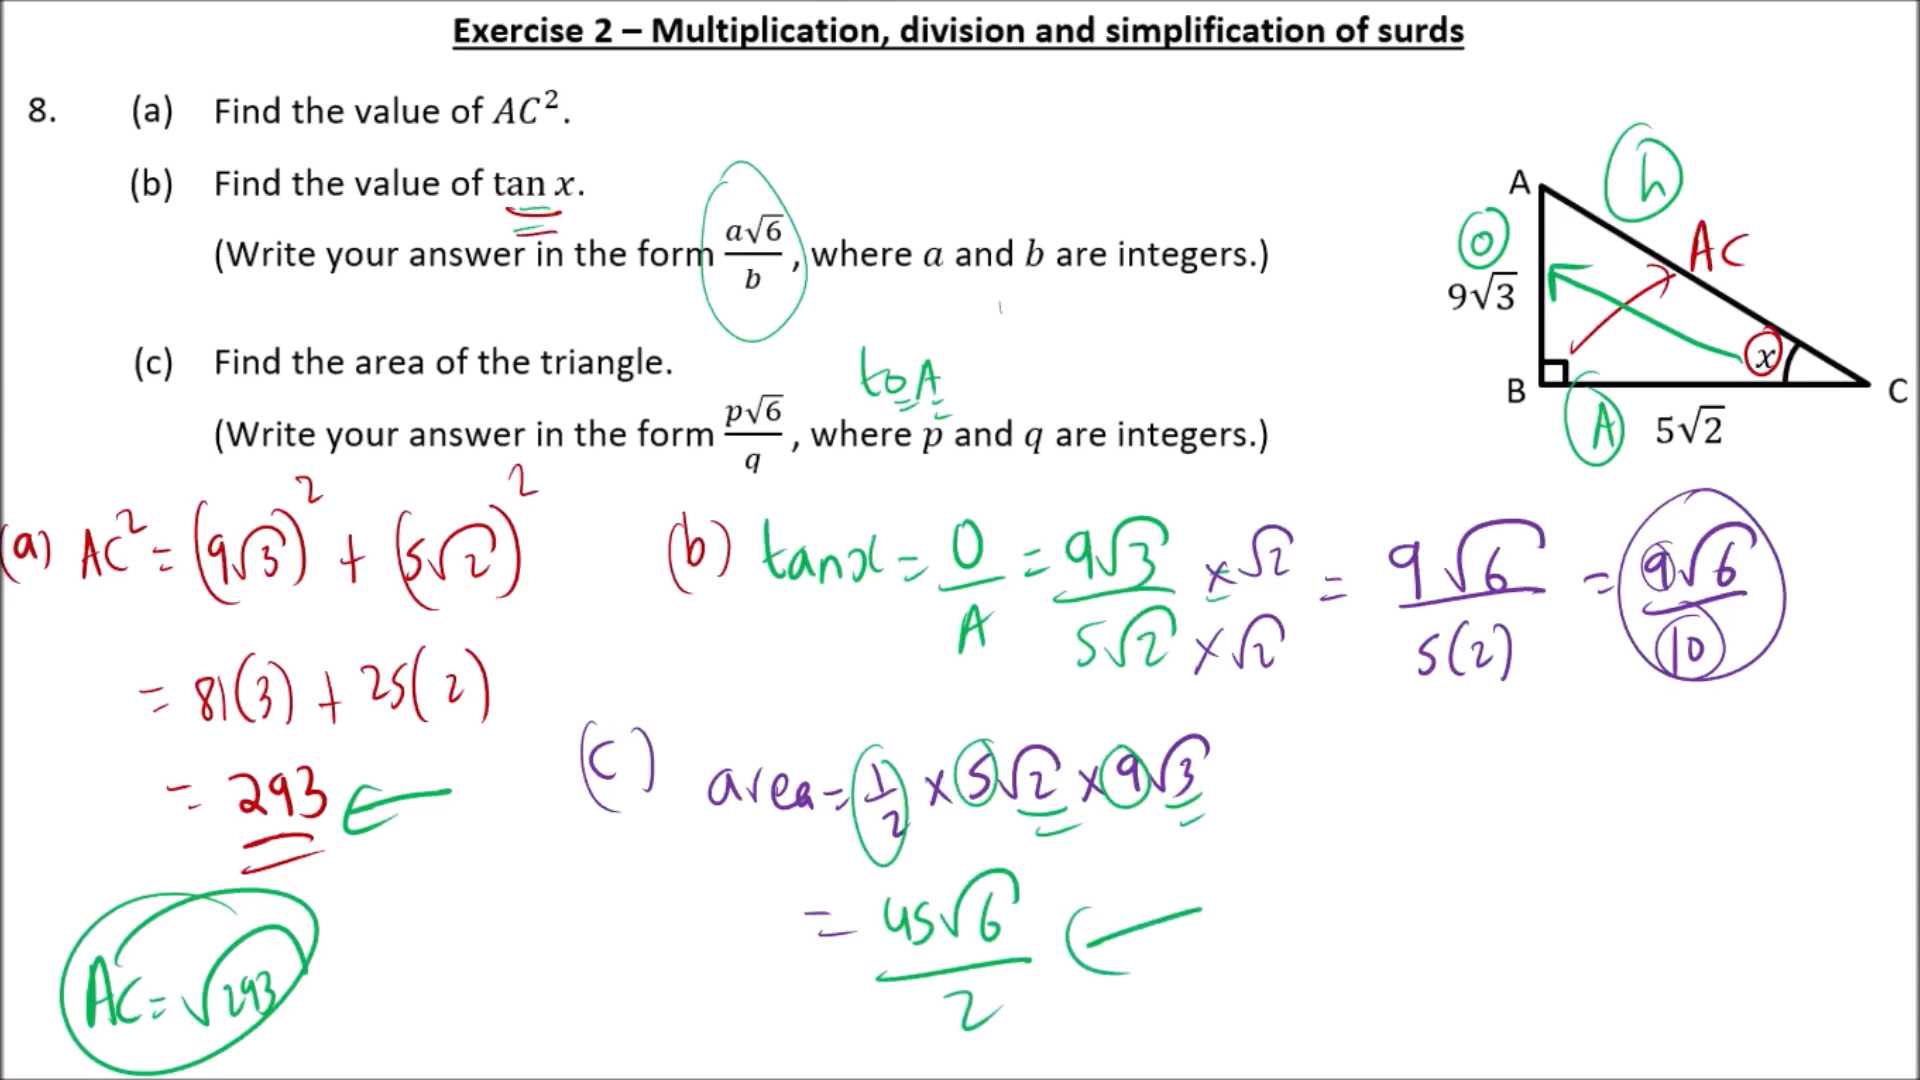 Exercise 2 – Multiplication, division and simplification of surds
8. (a) Find the value of AC².
(b) Find the value of tan x.
(Write your answer in the form a√6/b, where a and b are integers.)
(c) Find the area of the triangle.
(Write your answer in the form p√6/q, where p and q are integers.)
toA
h
A
O
AC
9√3
x
B
C
A
5√2
(a) AC² = (9√3)² + (5√2)²
= 81(3) + 25(2)
= 293
AC = √293
(b) tan x = O/A = 9√3/5√2 ×√2/×√2 = 9√6/5(2) = 9√6/10
(c) area = 1/2 × 5√2 × 9√3
= 45√6/2